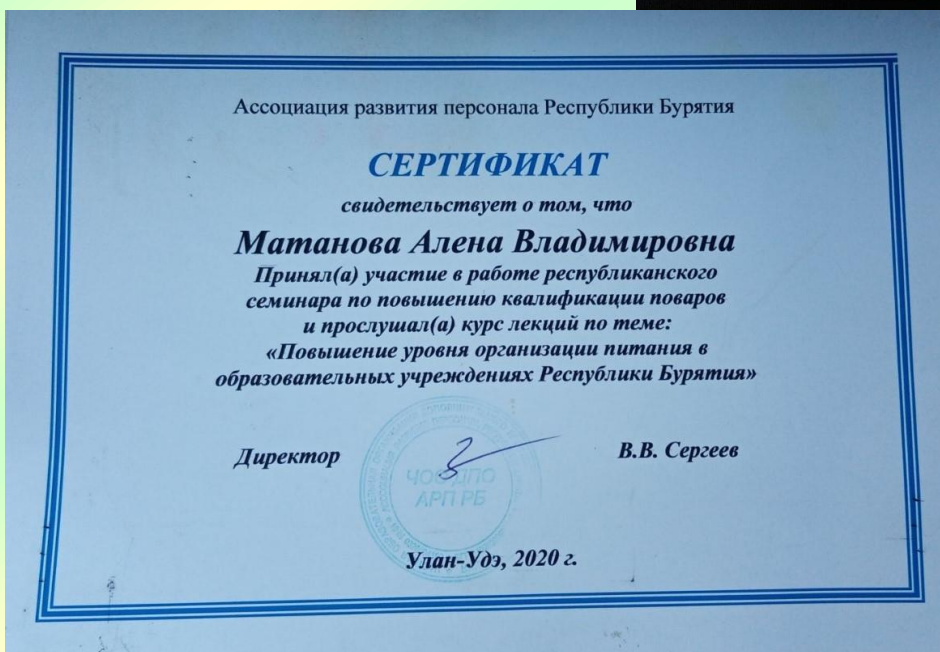 Ассоциация развития персонала Республики Бурятия
СЕРТИФИКАТ
свидетельствует о том, что
Матанова Алена Владимировна
Принял(а) участие в работе республиканского
семинара по повышению квалификации поваров
и прослушал(а) курс лекций по теме:
«Повышение уровня организации питания в
образовательных учреждениях Республики Бурятия»
Директор
В.В. Сергеев
ЧОО ДПО
АРП РБ
Улан-Удэ, 2020 г.